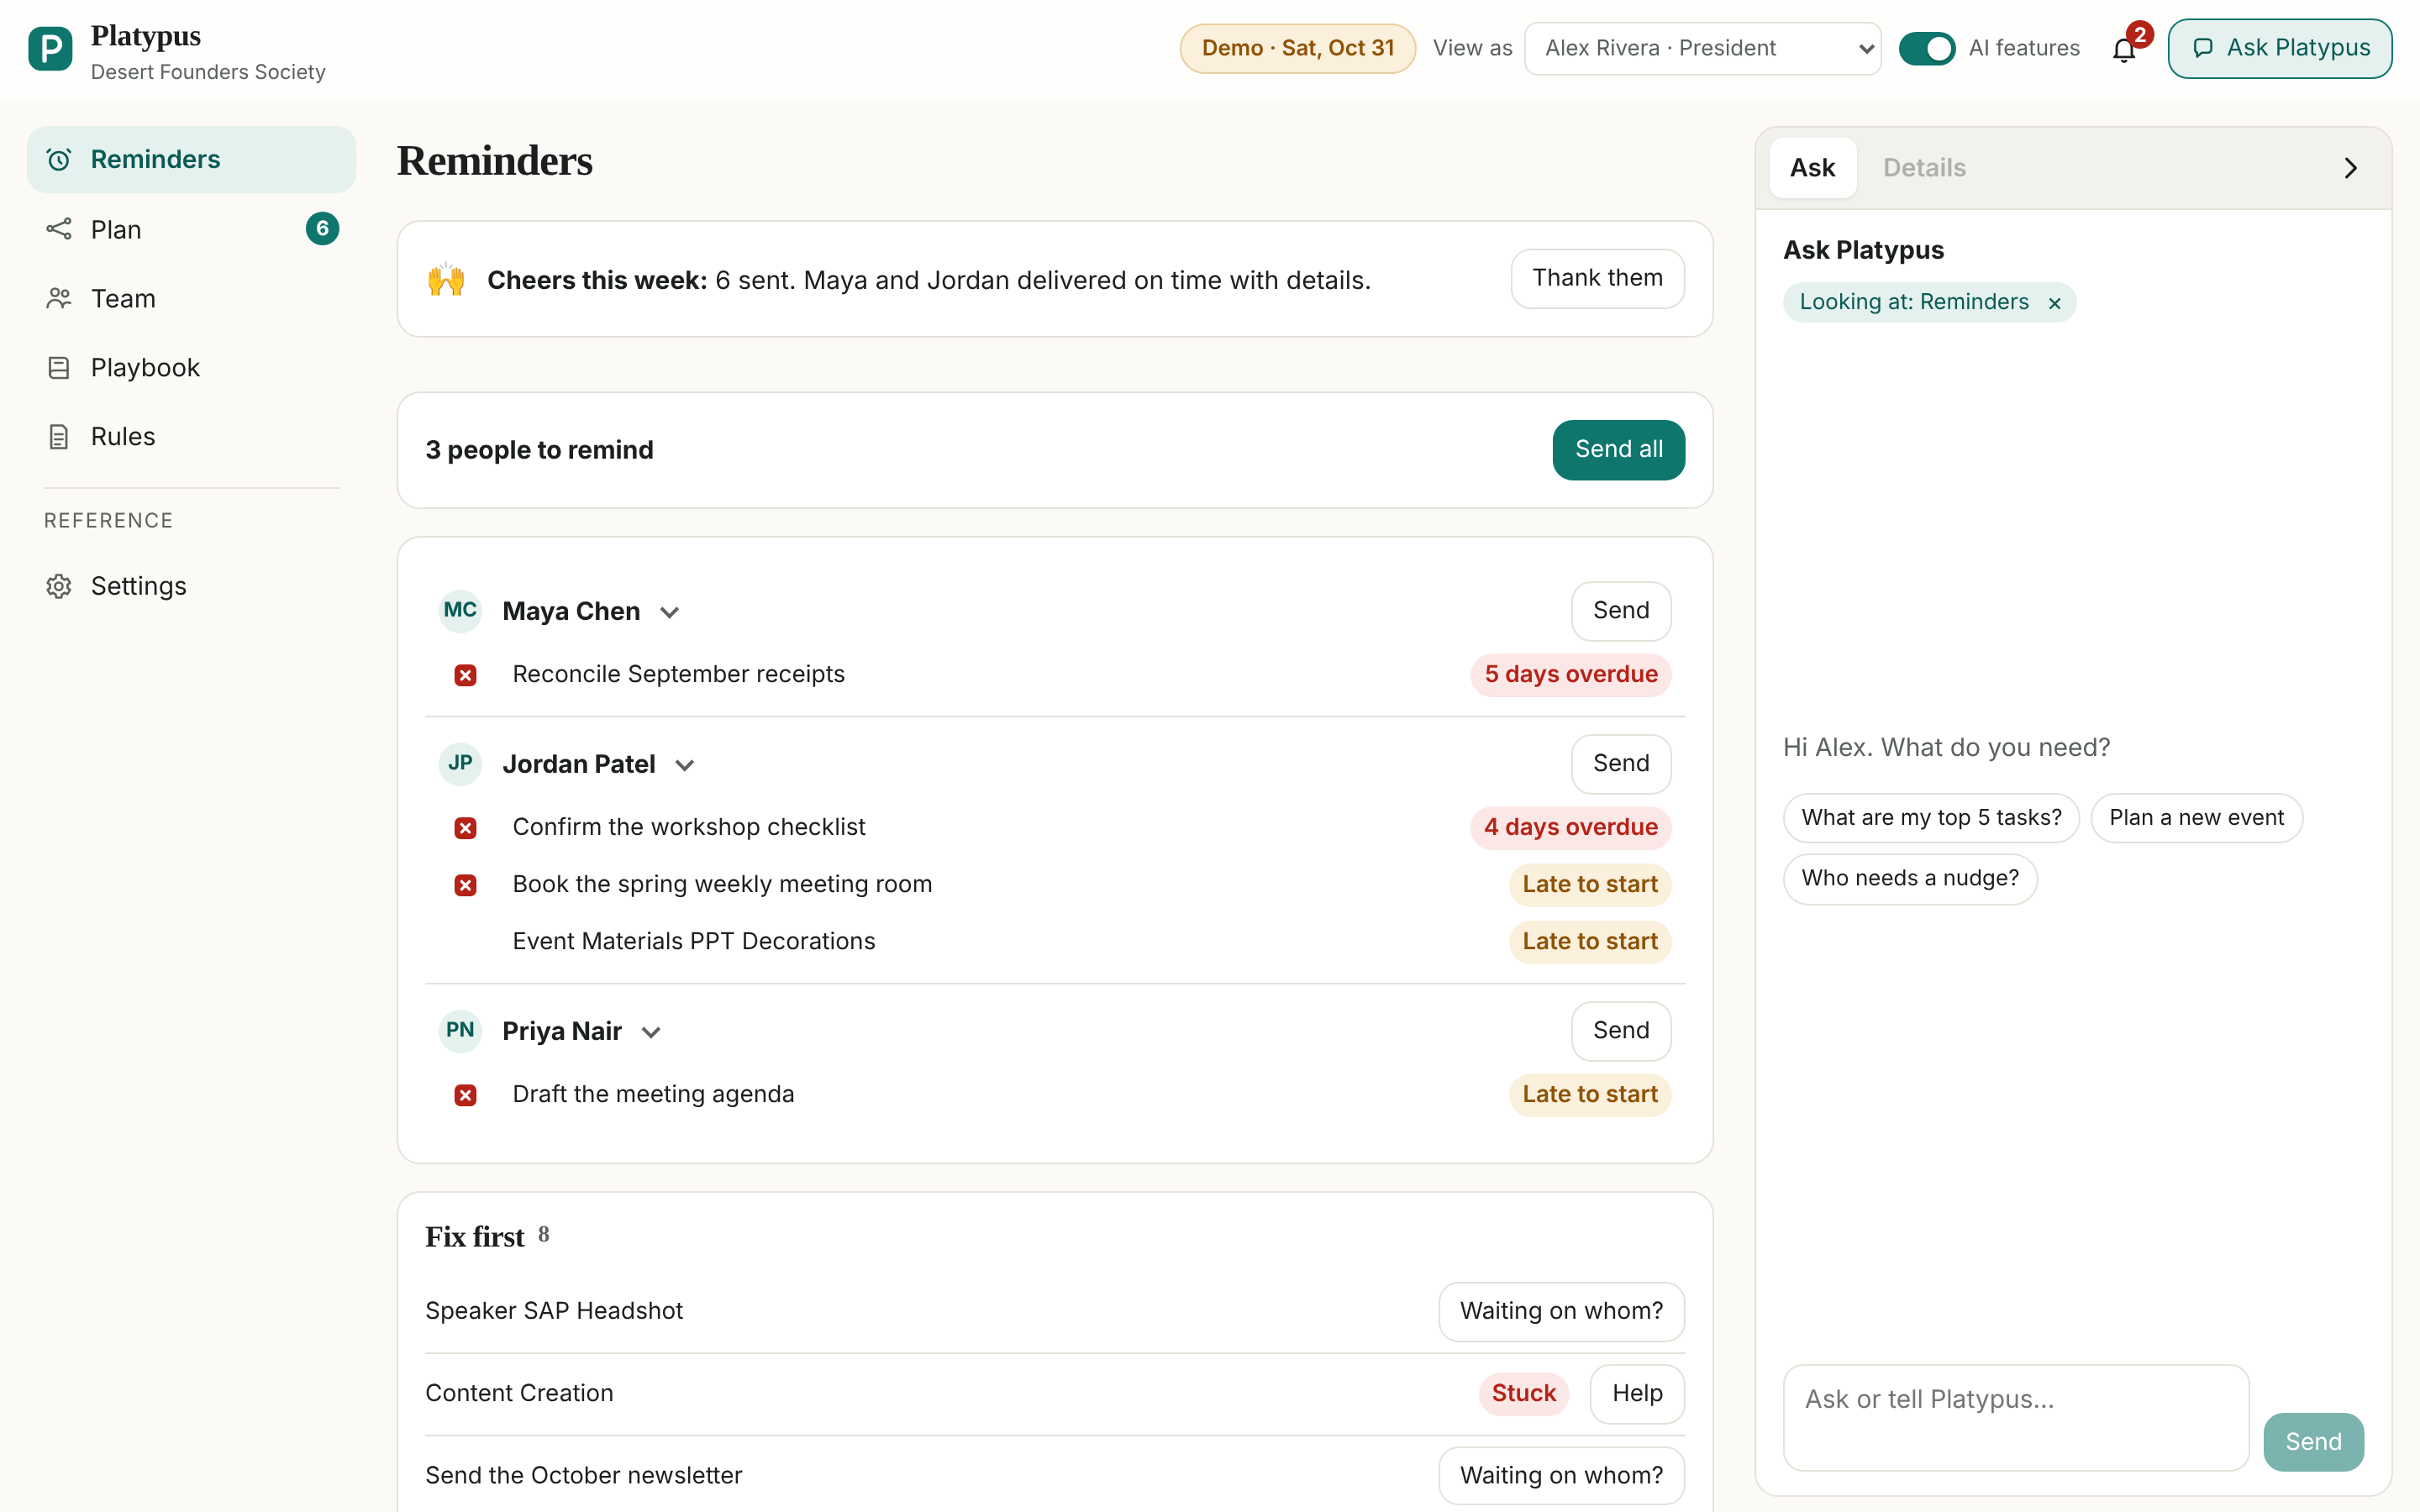 P
Platypus
Desert Founders Society
Demo · Sat, Oct 31
View as
Alex Rivera · President
AI features
2
Ask Platypus
Reminders
Plan
6
Team
Playbook
Rules
REFERENCE
Settings
Reminders
Cheers this week: 6 sent. Maya and Jordan delivered on time with details.
Thank them
3 people to remind
Send all
MC
Maya Chen
Send
Reconcile September receipts
5 days overdue
JP
Jordan Patel
Send
Confirm the workshop checklist
4 days overdue
Book the spring weekly meeting room
Late to start
Event Materials PPT Decorations
Late to start
PN
Priya Nair
Send
Draft the meeting agenda
Late to start
Fix first 8
Speaker SAP Headshot
Waiting on whom?
Content Creation
Stuck
Help
Send the October newsletter
Waiting on whom?
Ask
Details
Ask Platypus
Looking at: Reminders ×
Hi Alex. What do you need?
What are my top 5 tasks?
Plan a new event
Who needs a nudge?
Ask or tell Platypus...
Send